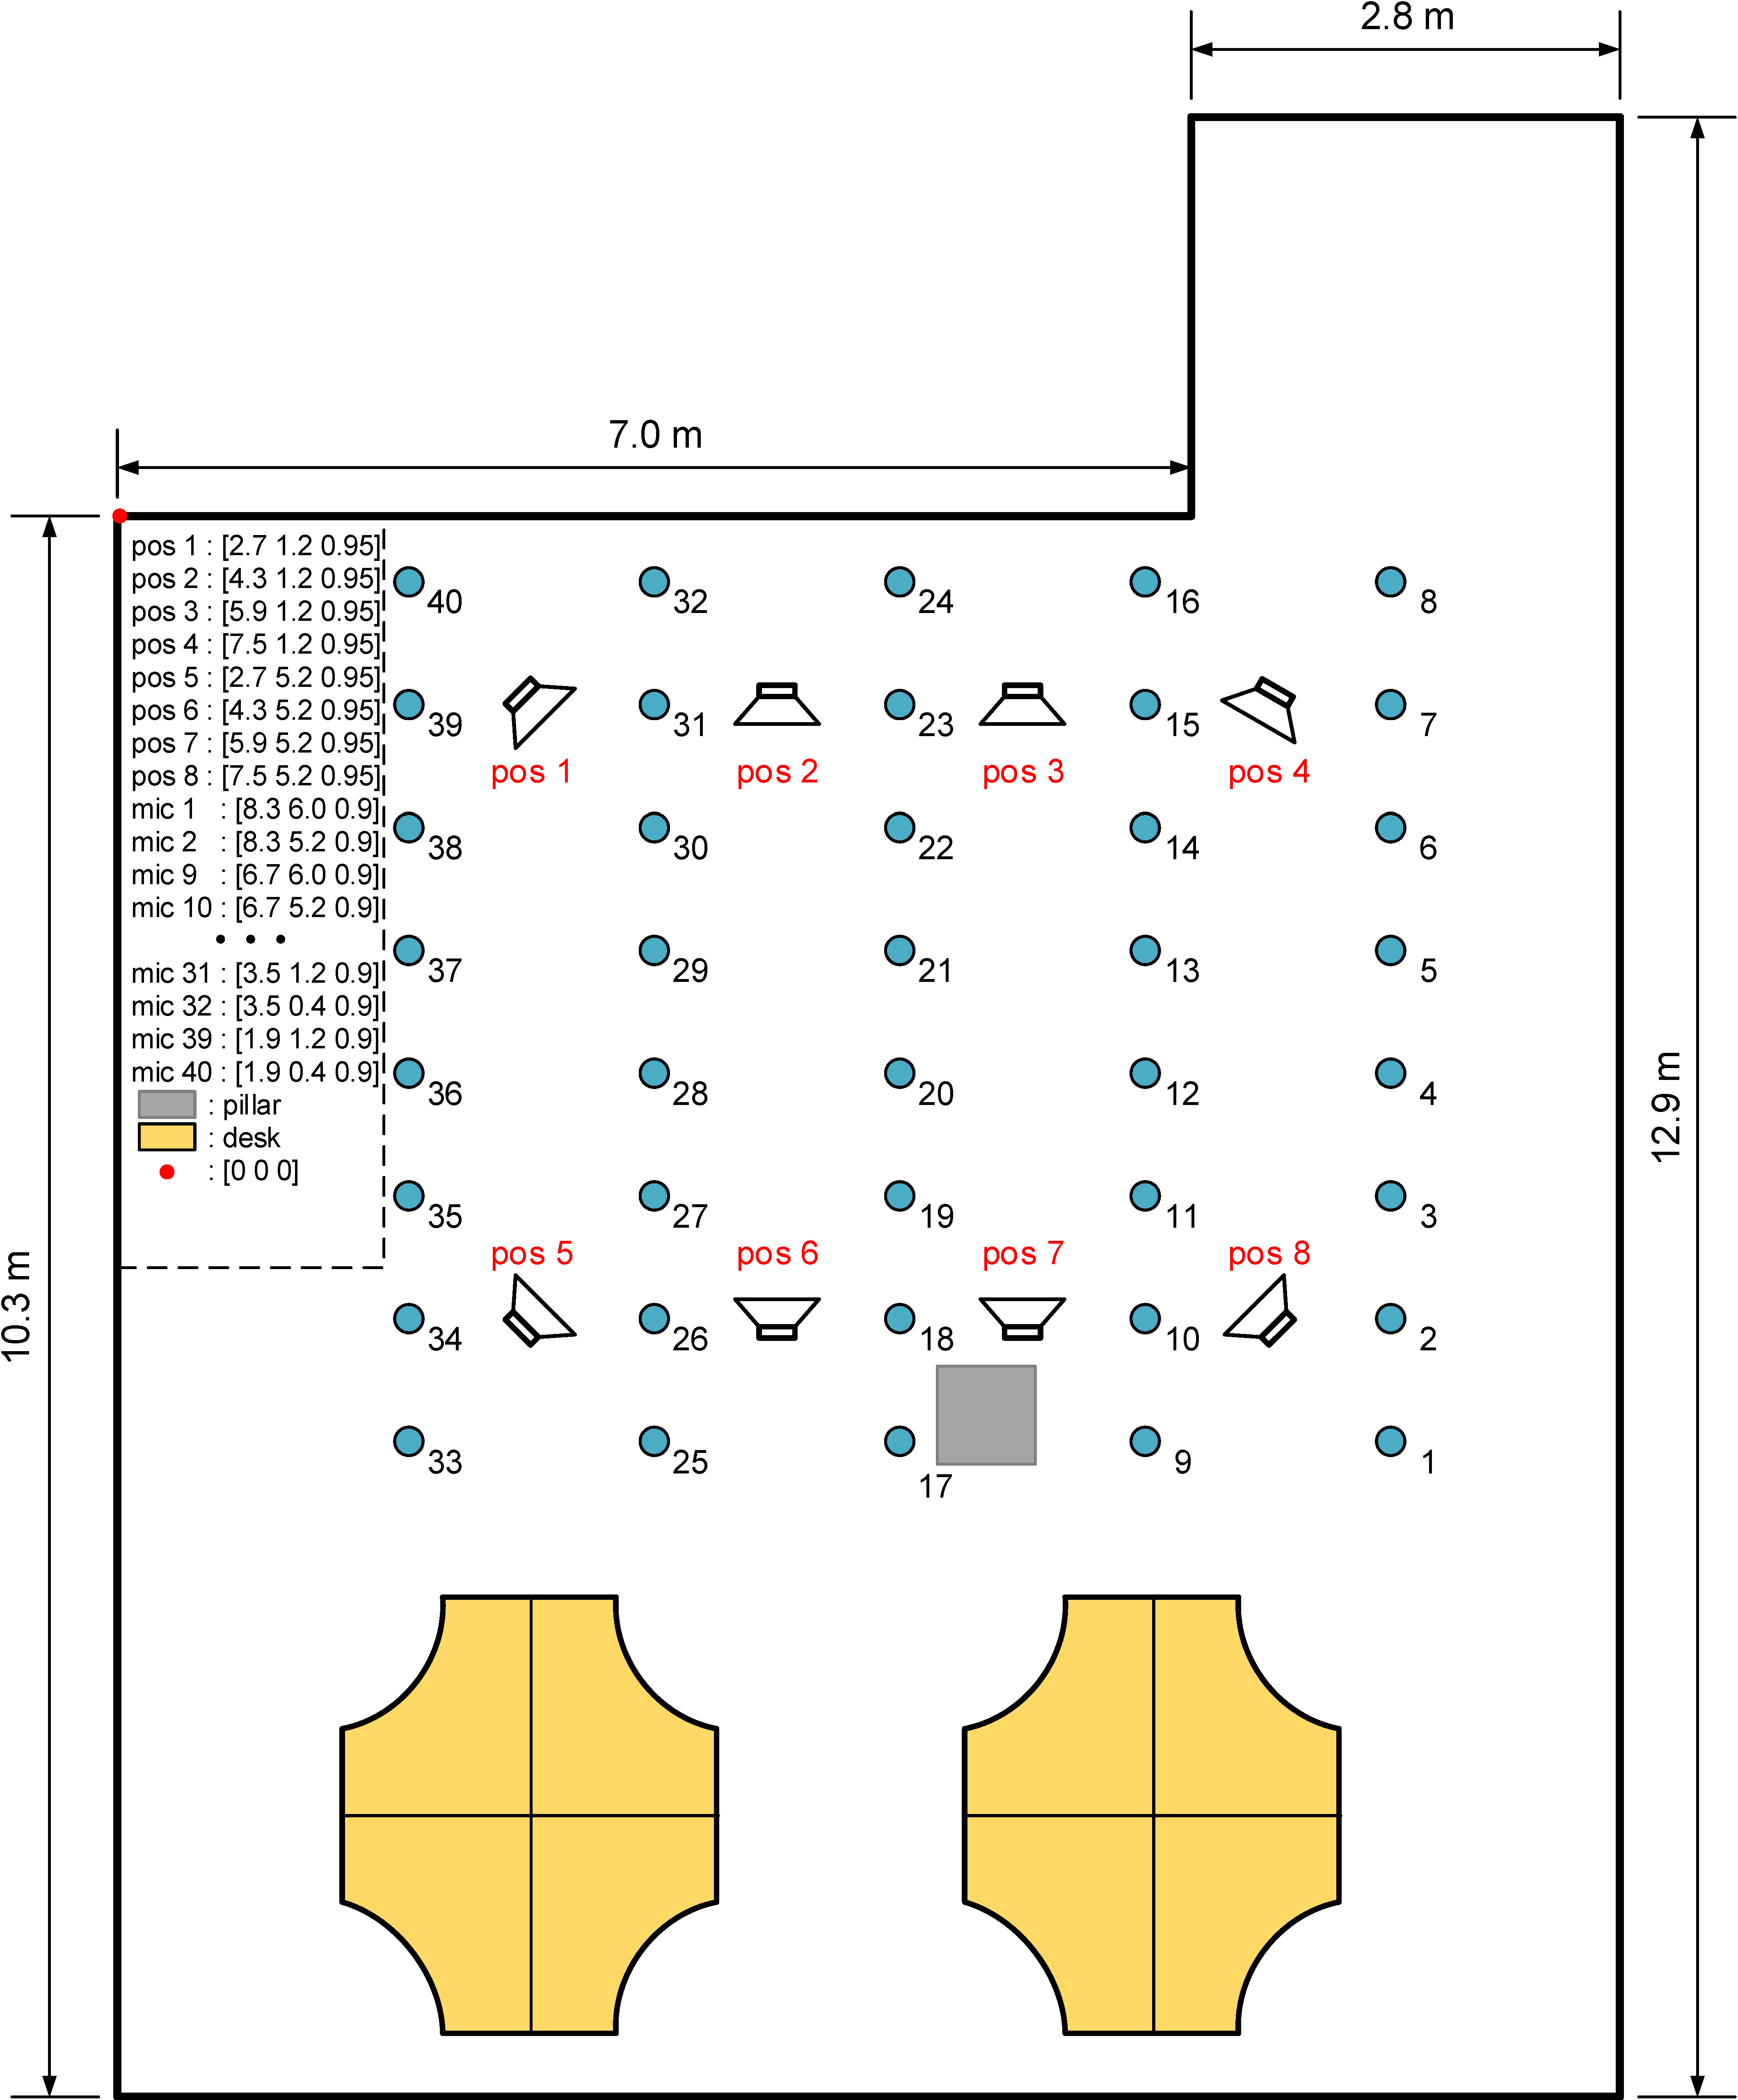 2.8 m
7.0 m
pos 1 : [2.7 1.2 0.95]
pos 2 : [4.3 1.2 0.95]
pos 3 : [5.9 1.2 0.95]
pos 4 : [7.5 1.2 0.95]
pos 5 : [2.7 5.2 0.95]
pos 6 : [4.3 5.2 0.95]
pos 7 : [5.9 5.2 0.95]
pos 8 : [7.5 5.2 0.95]
mic 1 : [8.3 6.0 0.9]
mic 2 : [8.3 5.2 0.9]
mic 9 : [6.7 6.0 0.9]
mic 10 : [6.7 5.2 0.9]
• • •
mic 31 : [3.5 1.2 0.9]
mic 32 : [3.5 0.4 0.9]
mic 39 : [1.9 1.2 0.9]
mic 40 : [1.9 0.4 0.9]
: pillar
: desk
: [0 0 0]
40 32 24 16 8
39 31 23 15 7
pos 1 pos 2 pos 3 pos 4
38 30 22 14 6
37 29 21 13 5
36 28 20 12 4
35 27 19 11 3
pos 5 pos 6 pos 7 pos 8
34 26 18 10 2
33 25 17 9 1
10.3 m
12.9 m